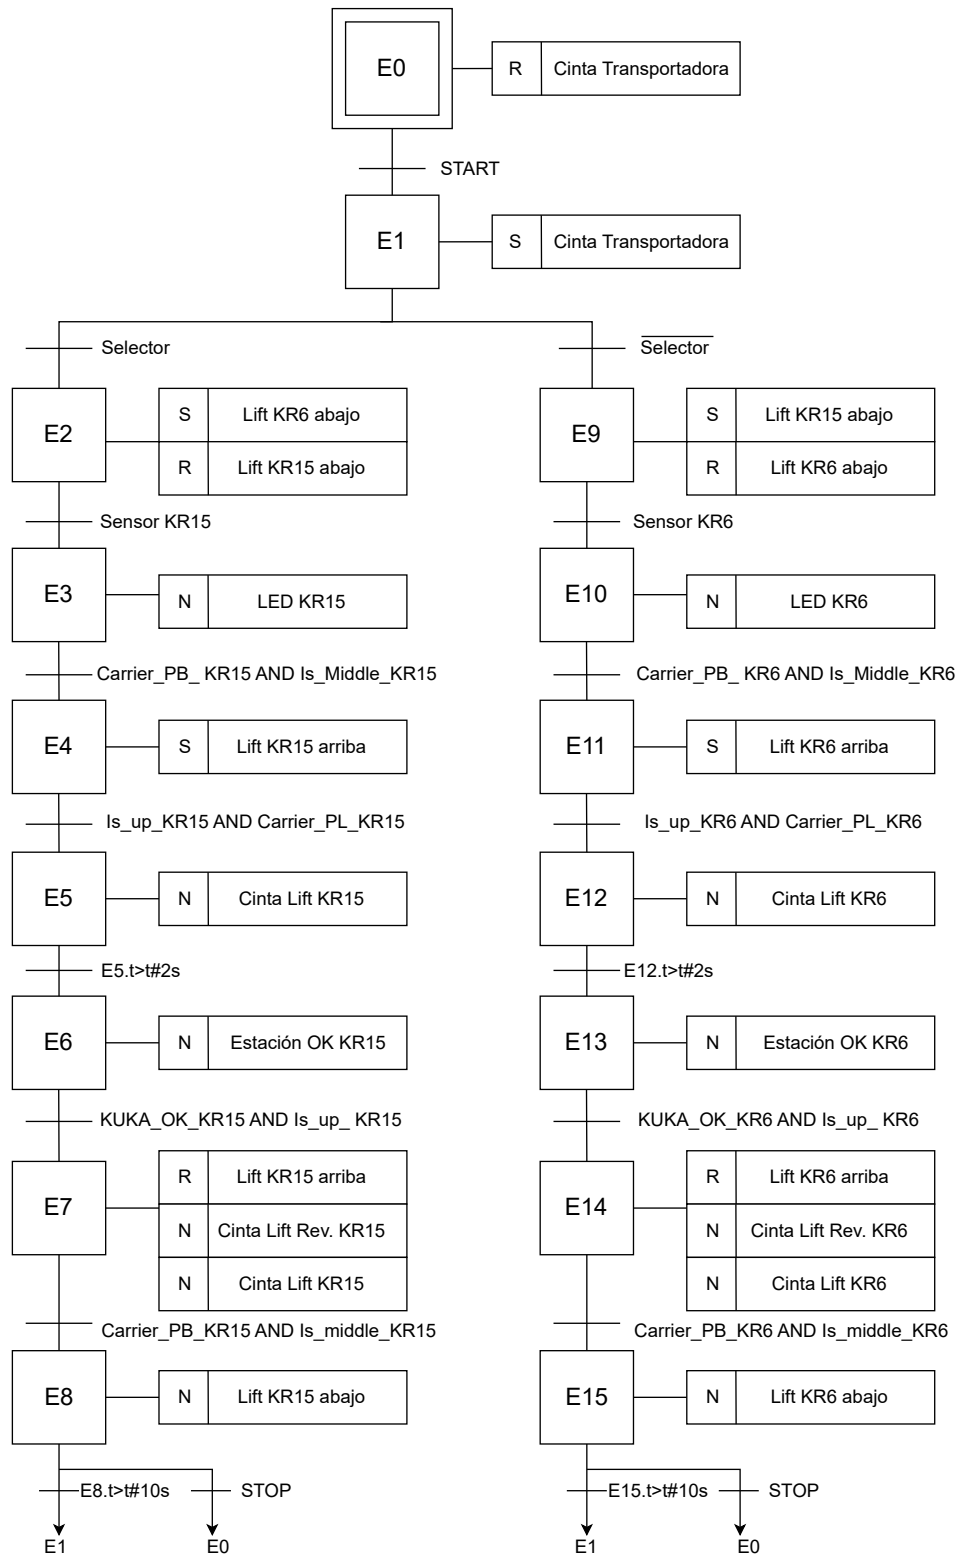 E0
R Cinta Transportadora
START
E1
S Cinta Transportadora
Selector
Selector
E2
S Lift KR6 abajo
R Lift KR15 abajo
E9
S Lift KR15 abajo
R Lift KR6 abajo
Sensor KR15
Sensor KR6
E3
N LED KR15
E10
N LED KR6
Carrier_PB_ KR15 AND Is_Middle_KR15
Carrier_PB_ KR6 AND Is_Middle_KR6
E4
S Lift KR15 arriba
E11
S Lift KR6 arriba
Is_up_KR15 AND Carrier_PL_KR15
Is_up_KR6 AND Carrier_PL_KR6
E5
N Cinta Lift KR15
E12
N Cinta Lift KR6
E5.t>t#2s
E12.t>t#2s
E6
N Estación OK KR15
E13
N Estación OK KR6
KUKA_OK_KR15 AND Is_up_ KR15
KUKA_OK_KR6 AND Is_up_ KR6
E7
R Lift KR15 arriba
N Cinta Lift Rev. KR15
N Cinta Lift KR15
E14
R Lift KR6 arriba
N Cinta Lift Rev. KR6
N Cinta Lift KR6
Carrier_PB_KR15 AND Is_middle_KR15
Carrier_PB_KR6 AND Is_middle_KR6
E8
N Lift KR15 abajo
E15
N Lift KR6 abajo
E8.t>t#10s
STOP
E15.t>t#10s
STOP
E1
E0
E1
E0